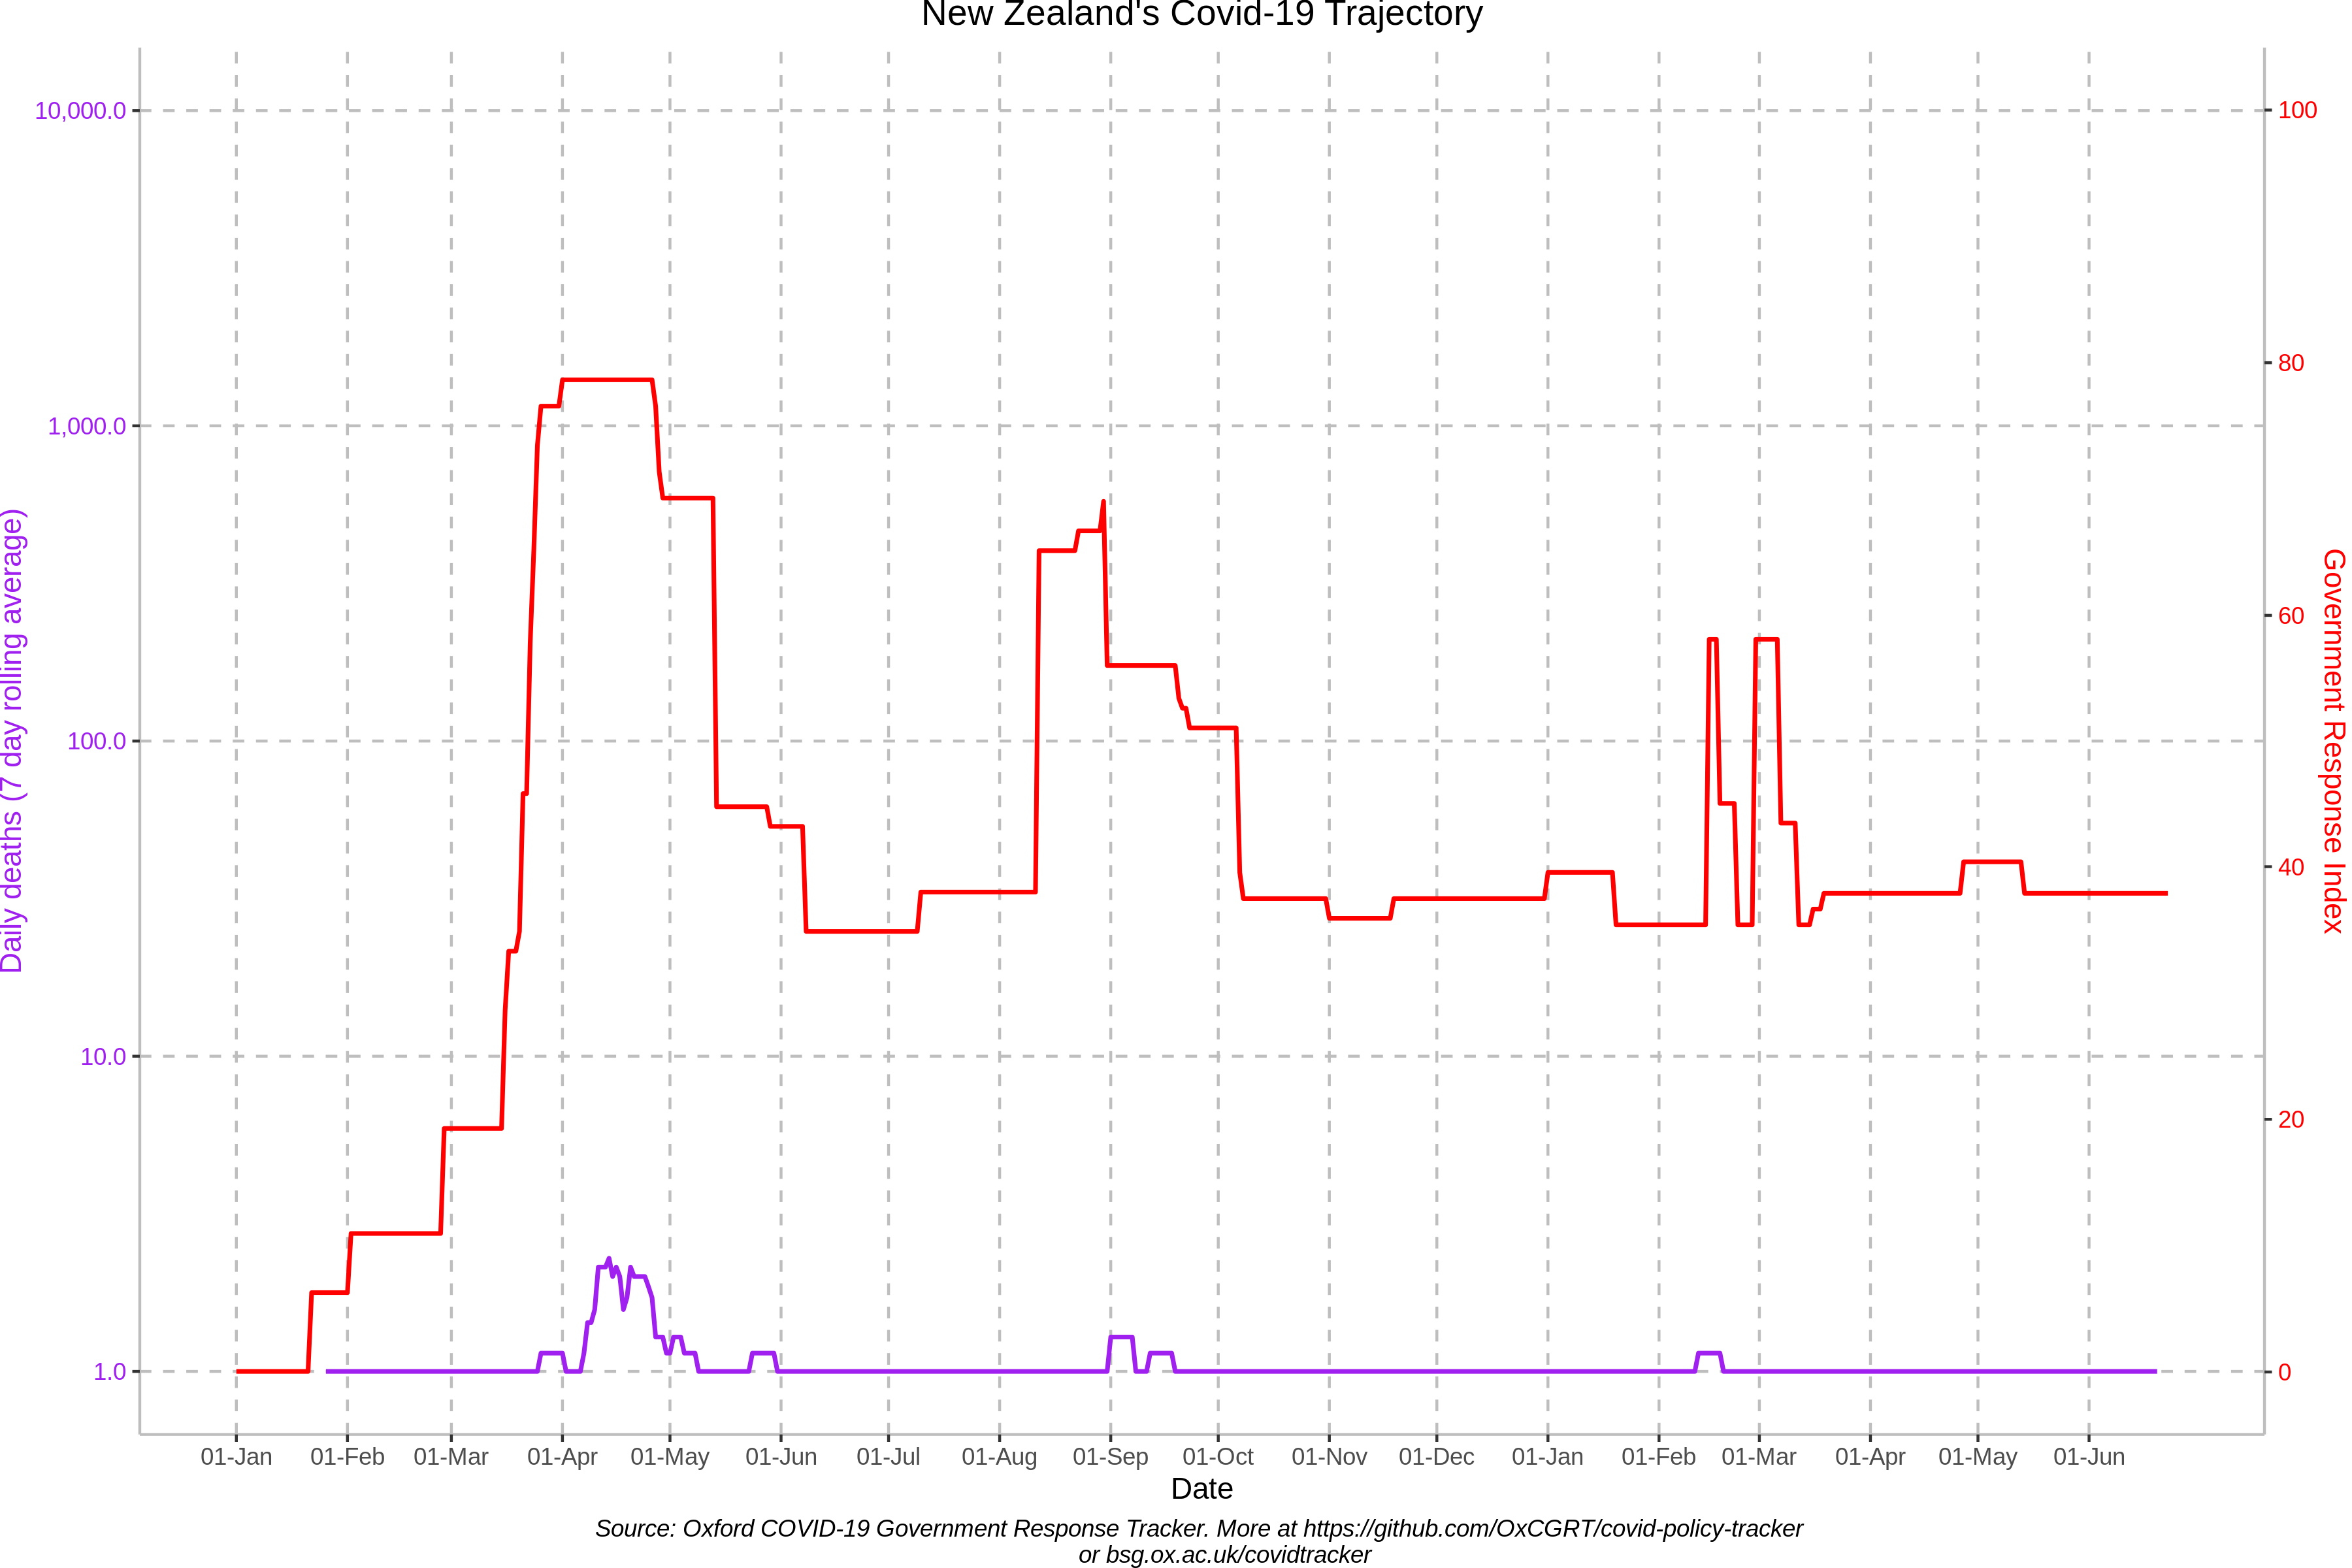 New Zealand's Covid-19 Trajectory
10,000.0
1,000.0
100.0
10.0
1.0
Daily deaths (7 day rolling average)
100
80
60
40
20
0
Government Response Index
01-Jan 01-Feb 01-Mar 01-Apr 01-May 01-Jun 01-Jul 01-Aug 01-Sep 01-Oct 01-Nov 01-Dec 01-Jan 01-Feb 01-Mar 01-Apr 01-May 01-Jun
Date
Source: Oxford COVID-19 Government Response Tracker. More at https://github.com/OxCGRT/covid-policy-tracker
or bsg.ox.ac.uk/covidtracker